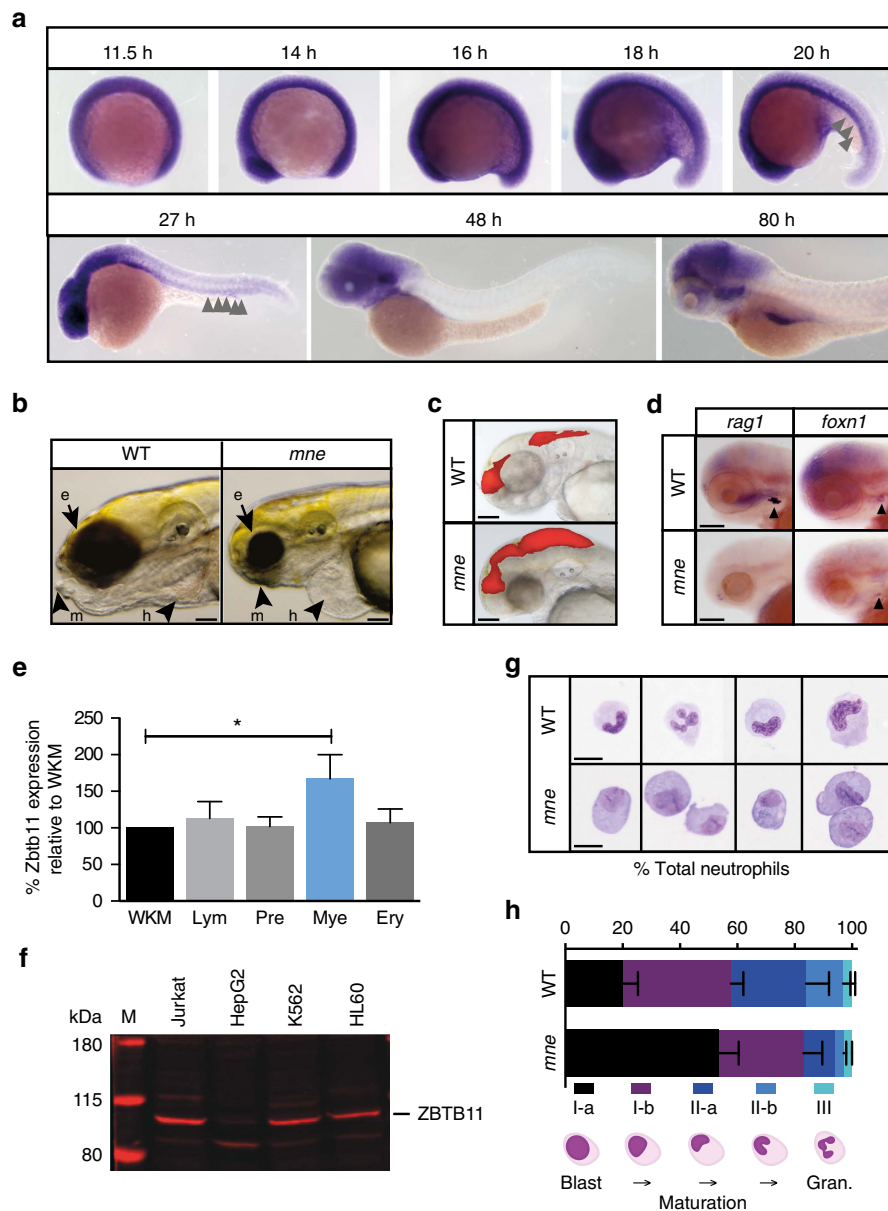 a
11.5 h 14 h 16 h 18 h 20 h
27 h 48 h 80 h
b
WT mne
e e
m h m h
c
WT
mne
d
rag1 foxn1
WT
mne
e
% Zbtb11 expression
relative to WKM
250
200
150
100
50
0
*
WKM Lym Pre Mye Ery
f
kDa M Jurkat HepG2 K562 HL60
180
115
80
ZBTB11
g
WT
mne
% Total neutrophils
h
0 20 40 60 80 100
WT
mne
I-a I-b II-a II-b III
Blast → → → Gran.
Maturation